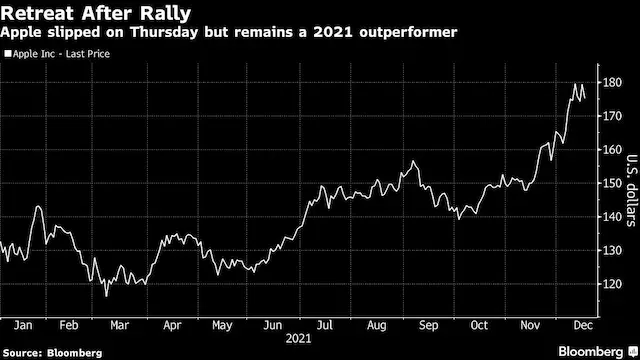 Retreat After Rally
Apple slipped on Thursday but remains a 2021 outperformer
Apple Inc - Last Price
180
170
160
150
140
130
120
U.S. dollars
Jan Feb Mar Apr May Jun Jul Aug Sep Oct Nov Dec
2021
Source: Bloomberg
Bloomberg